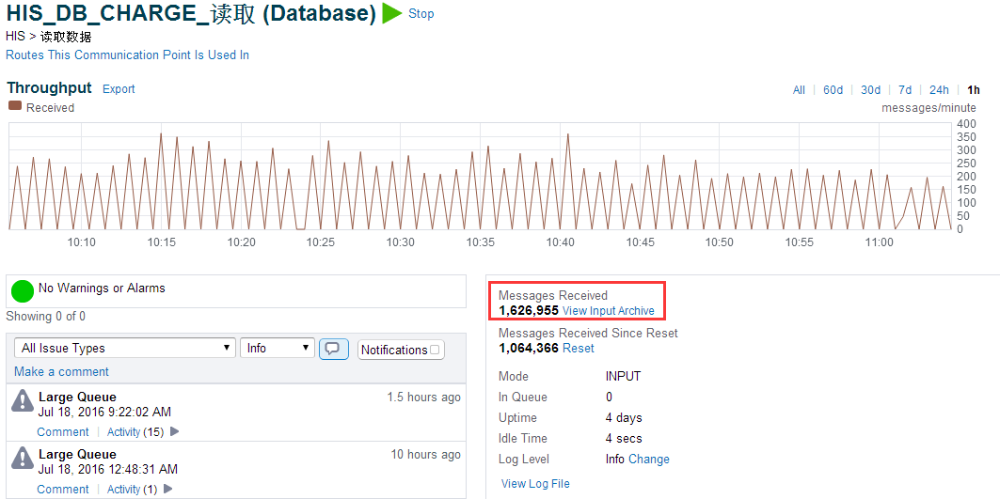 HIS_DB_CHARGE_读取 (Database) Stop
HIS > 读取数据
Routes This Communication Point Is Used In
Throughput Export
All 60d 30d 7d 24h 1h
Received
messages/minute
400
350
300
250
200
150
100
50
0
10:10 10:15 10:20 10:25 10:30 10:35 10:40 10:45 10:50 10:55 11:00
No Warnings or Alarms
Showing 0 of 0
All Issue Types Info Notifications
Make a comment
Large Queue 1.5 hours ago
Jul 18, 2016 9:22:02 AM
Comment Activity (15)
Large Queue 10 hours ago
Jul 18, 2016 12:48:31 AM
Comment Activity (1)
Messages Received
1,626,955 View Input Archive
Messages Received Since Reset
1,064,366 Reset
Mode INPUT
In Queue 0
Uptime 4 days
Idle Time 4 secs
Log Level Info Change
View Log File